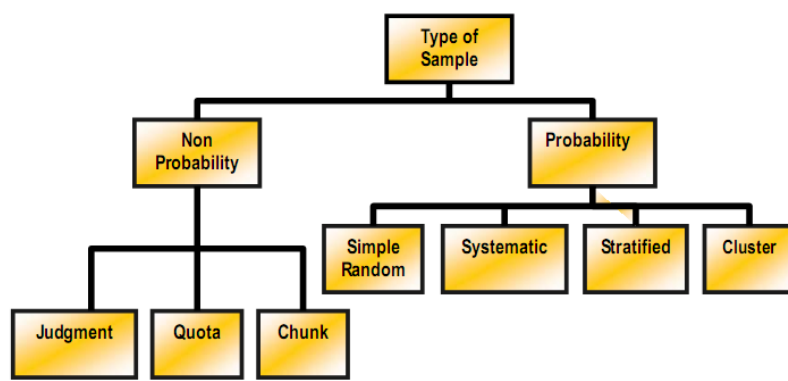 Type of
Sample
Non
Probability
Probability
Simple
Random
Systematic
Stratified
Cluster
Judgment
Quota
Chunk